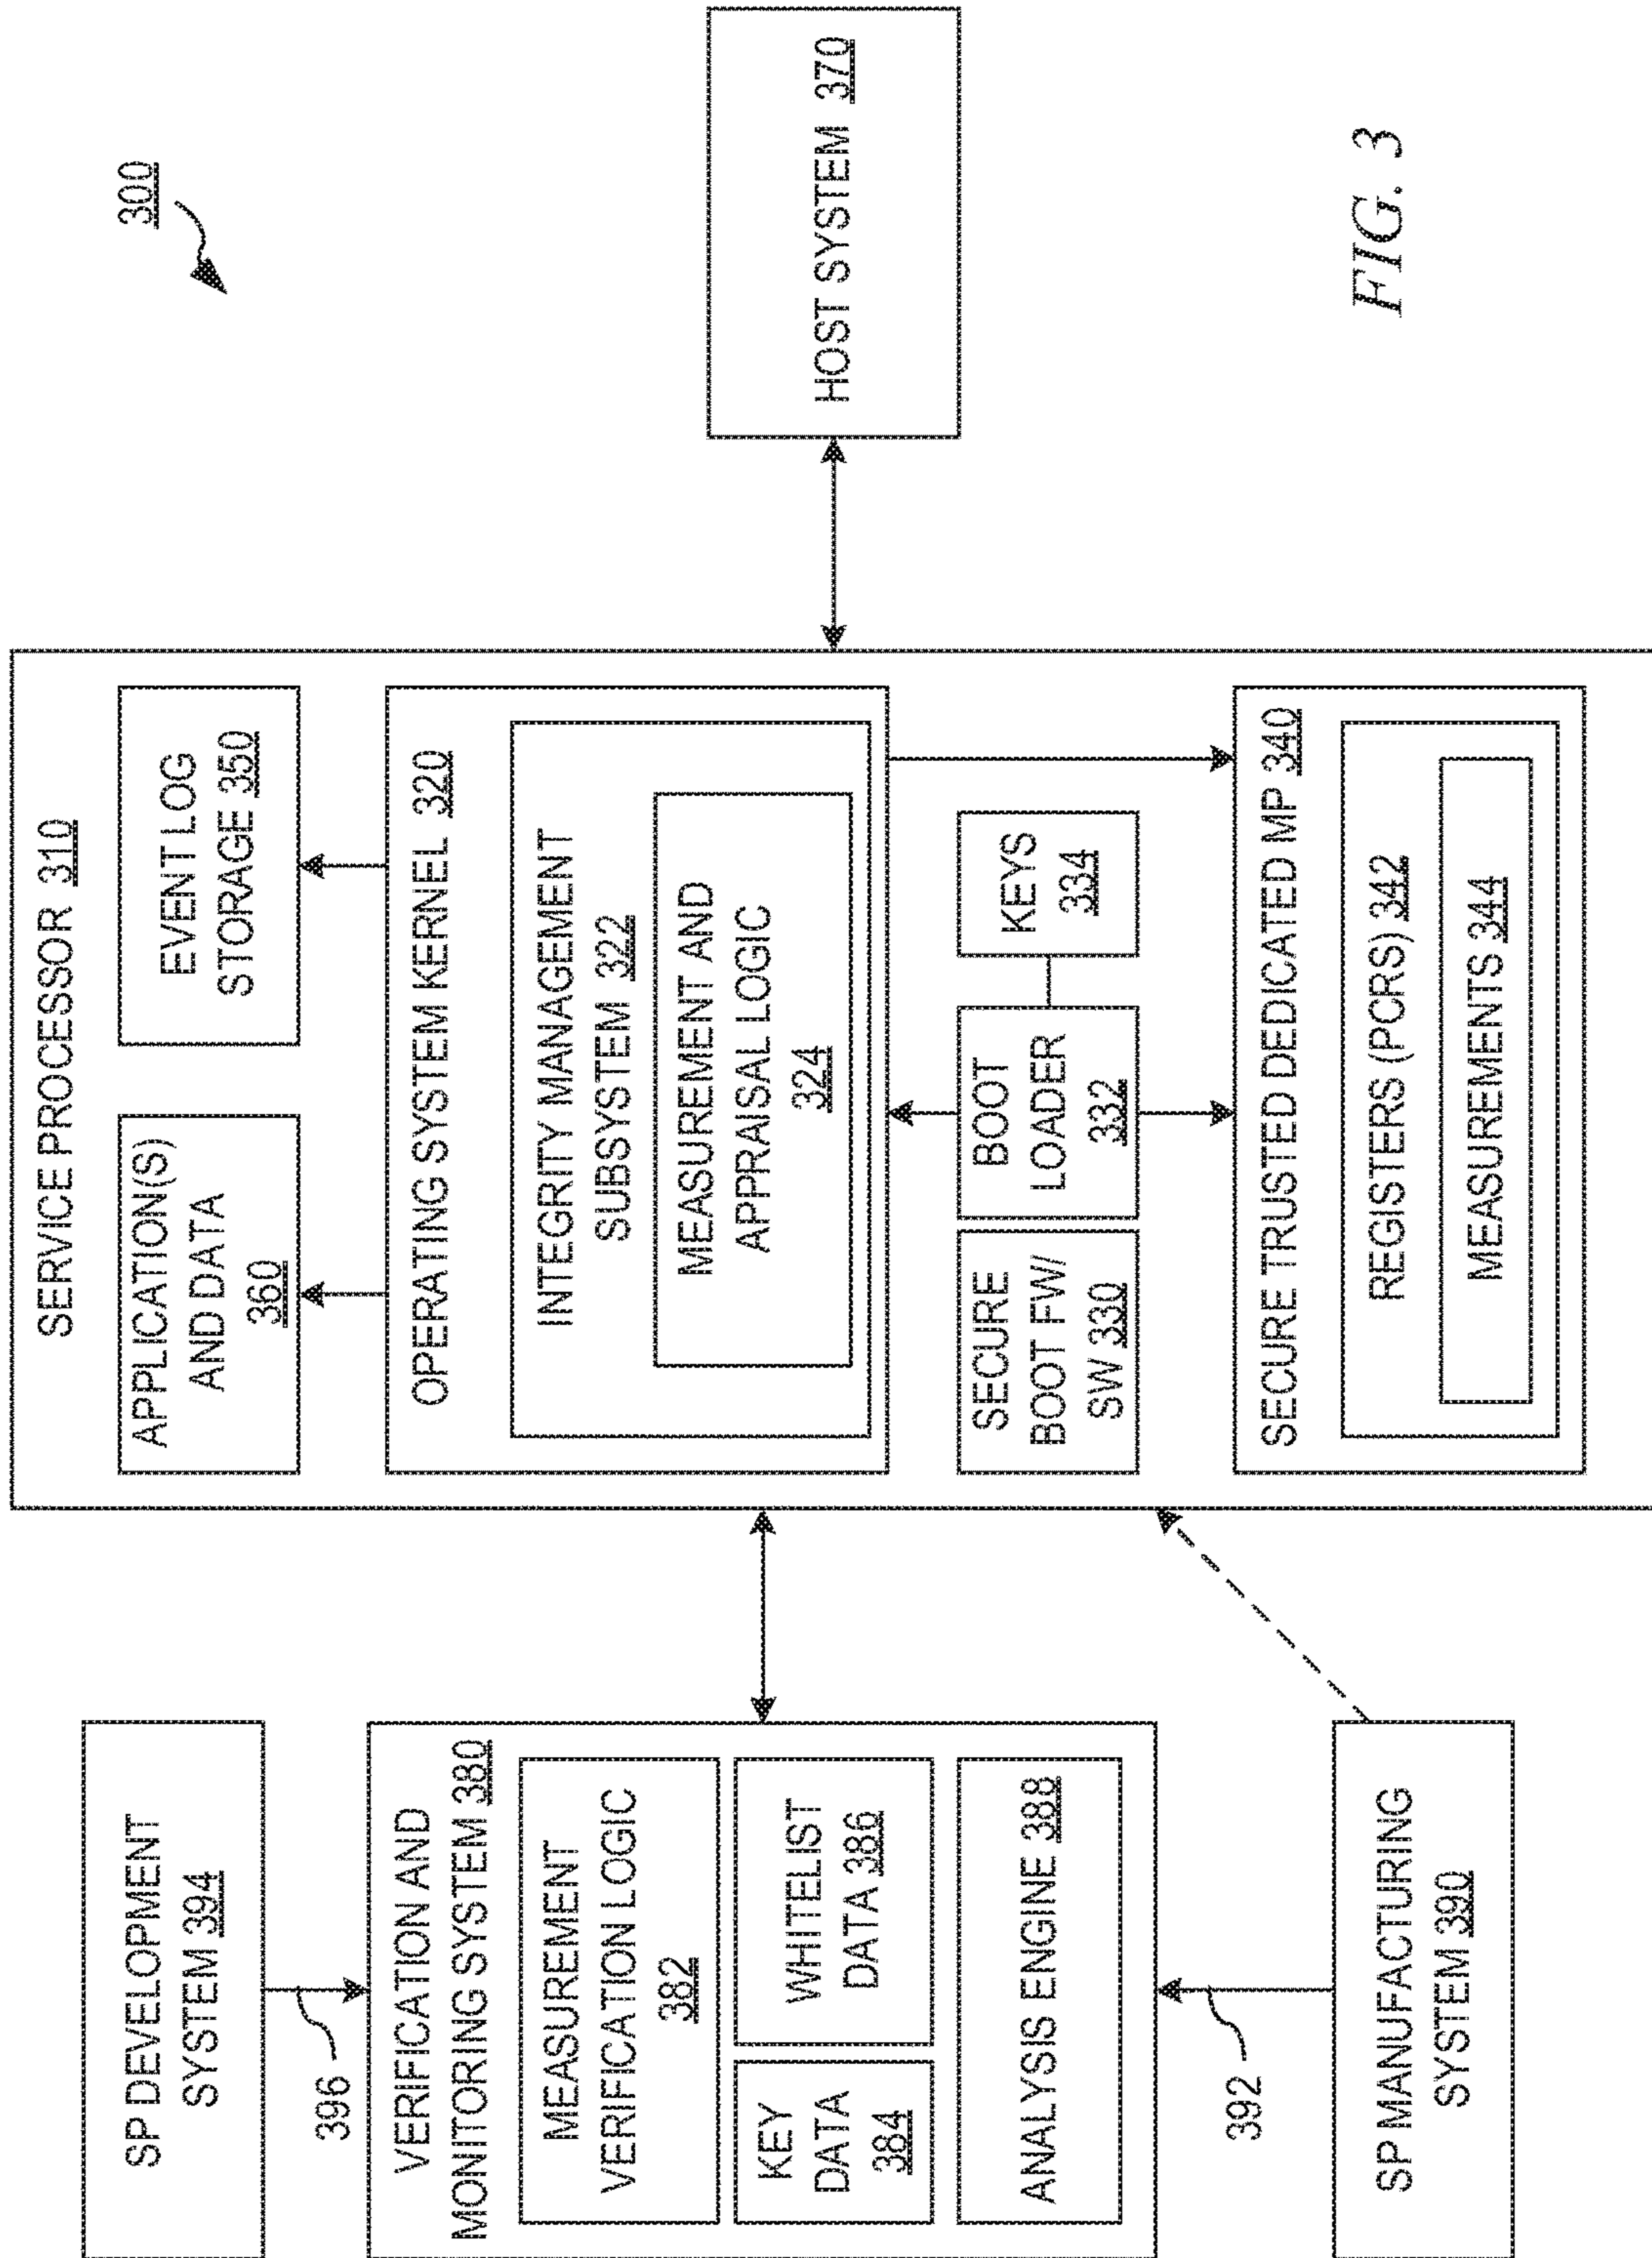 300
SP DEVELOPMENT
SYSTEM 394
396
VERIFICATION AND
MONITORING SYSTEM 380
MEASUREMENT
VERIFICATION LOGIC
382
KEY
DATA
384
WHITELIST
DATA 386
ANALYSIS ENGINE 388
392
SP MANUFACTURING
SYSTEM 390
SERVICE PROCESSOR 310
APPLICATION(S)
AND DATA
360
EVENT LOG
STORAGE 350
OPERATING SYSTEM KERNEL 320
INTEGRITY MANAGEMENT
SUBSYSTEM 322
MEASUREMENT AND
APPRAISAL LOGIC
324
SECURE
BOOT FW/
SW 330
BOOT
LOADER
332
KEYS
334
SECURE TRUSTED DEDICATED MP 340
REGISTERS (PCRS) 342
MEASUREMENTS 344
HOST SYSTEM 370
FIG. 3